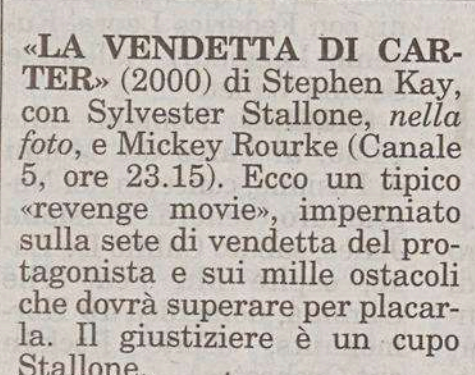 «LA VENDETTA DI CAR-
TER» (2000) di Stephen Kay,
con Sylvester Stallone, nella
foto, e Mickey Rourke (Canale
5, ore 23.15). Ecco un tipico
«revenge movie», imperniato
sulla sete di vendetta del pro-
tagonista e sui mille ostacoli
che dovrà superare per placar-
la. Il giustiziere è un cupo
Stallone.